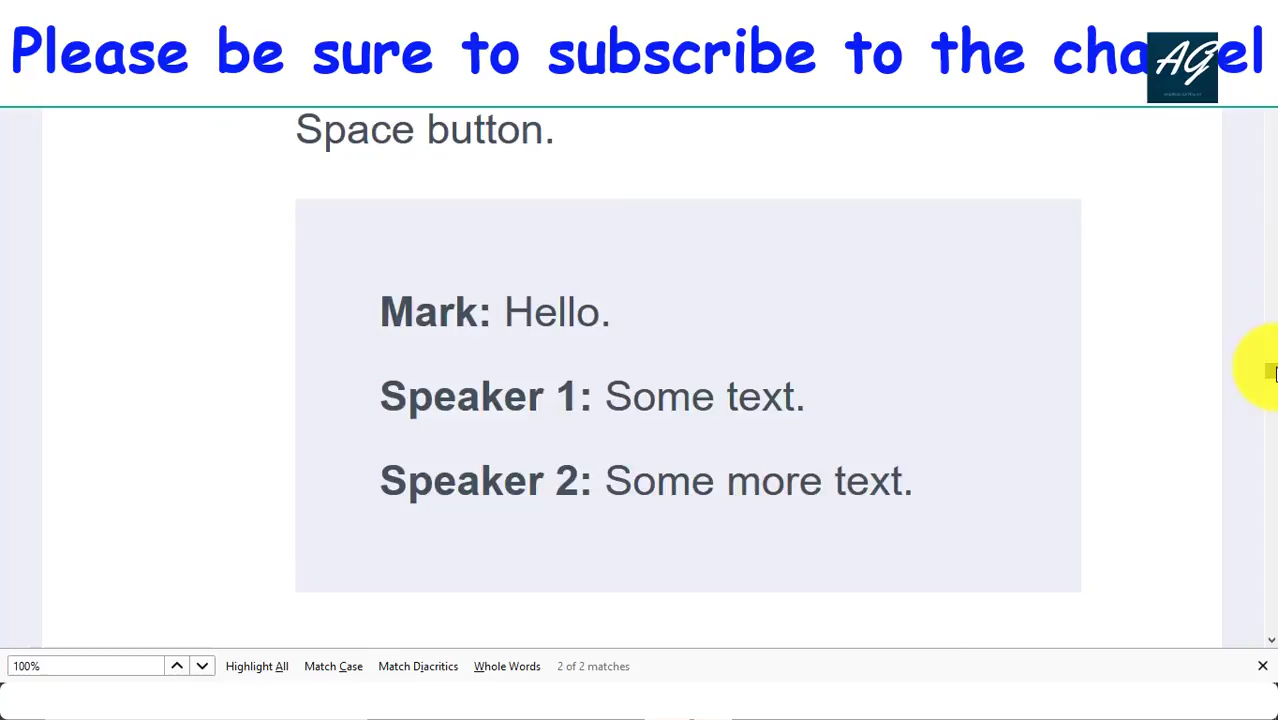 Please be sure to subscribe to the cha el
AG
Space button.
Mark: Hello.
Speaker 1: Some text.
Speaker 2: Some more text.
100% Highlight All Match Case Match Diacritics Whole Words 2 of 2 matches